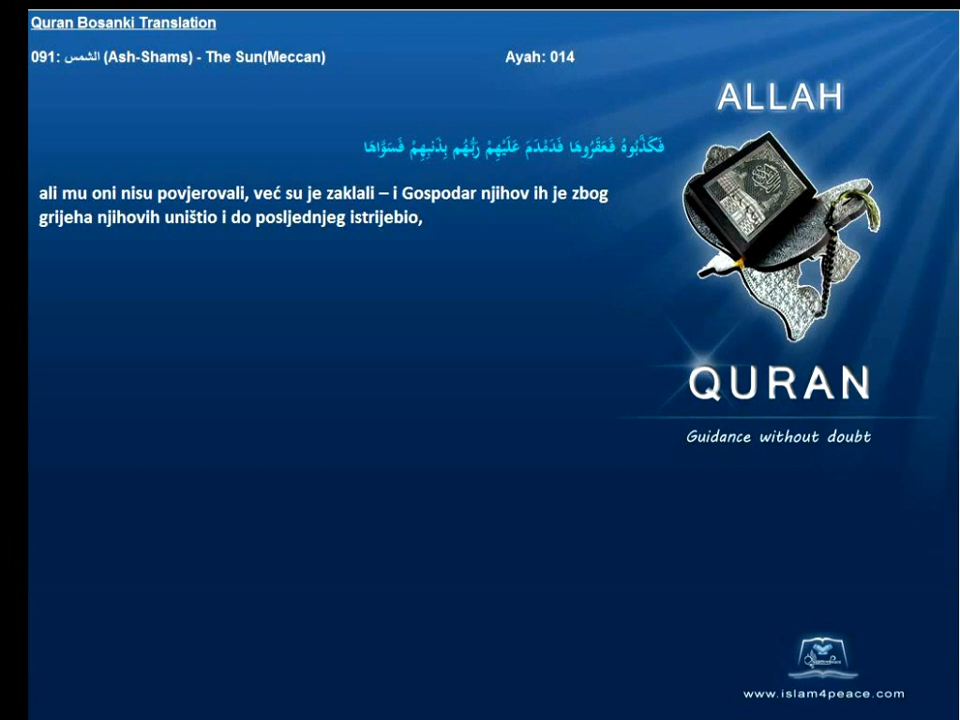 Quran Bosanki Translation
091: الشمس (Ash-Shams) - The Sun(Meccan) Ayah: 014
ALLAH
فَكَذَّبُوهُ فَعَقَرُوهَا فَدَمْدَمَ عَلَيْهِمْ رَبُّهُم بِذَنبِهِمْ فَسَوَّاهَا
ali mu oni nisu povjerovali, već su je zaklali – i Gospodar njihov ih je zbog
grijeha njihovih uništio i do posljednjeg istrijebio,
QURAN
Guidance without doubt
www.islam4peace.com